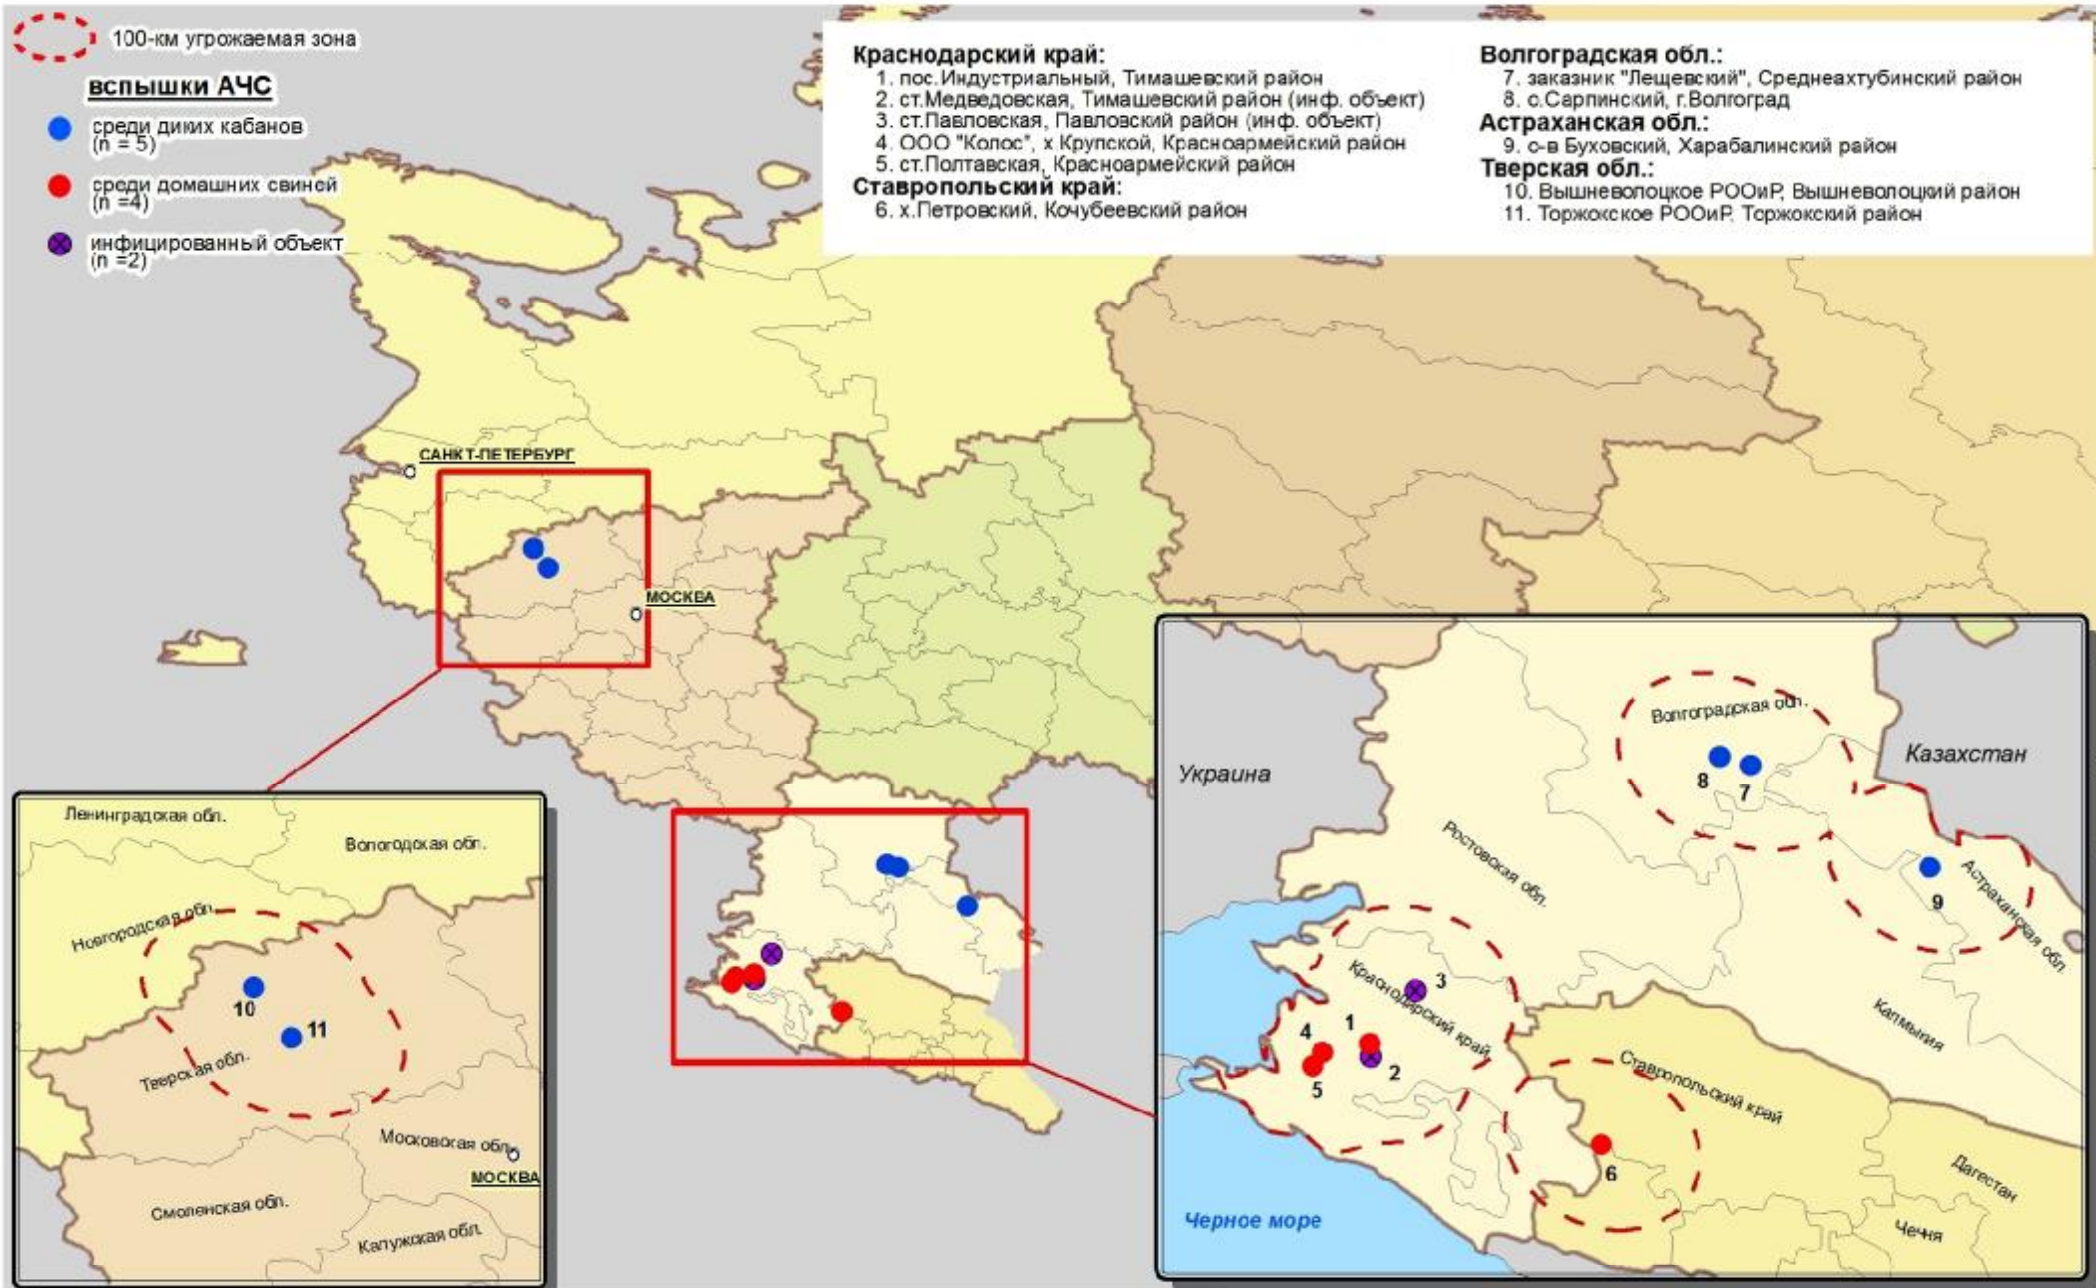 100-км угрожаемая зона
вспышки АЧС
среди диких кабанов
(n = 5)
среди домашних свиней
(n =4)
инфицированный объект
(n =2)
Краснодарский край:
1. пос.Индустриальный, Тимашевский район
2. ст.Медведовская, Тимашевский район (инф. объект)
3. ст.Павловская, Павловский район (инф. объект)
4. ООО "Колос", х Крупской, Красноармейский район
5. ст.Полтавская, Красноармейский район
Ставропольский край:
6. х.Петровский, Кочубеевский район
Волгоградская обл.:
7. заказник "Лещевский", Среднеахтубинский район
8. о.Сарпинский, г.Волгоград
Астраханская обл.:
9. о-в Буховский, Харабалинский район
Тверская обл.:
10. Вышневолоцкое РООиР, Вышневолоцкий район
11. Торжокское РООиР, Торжокский район
САНКТ-ПЕТЕРБУРГ
МОСКВА
Ленинградская обл.
Вологодская обл.
Новгородская обл.
10
11
Тверская обл.
Московская обл.
МОСКВА
Смоленская обл.
Калужская обл.
Волгоградская обл.
Украина
Казахстан
8
7
Ростовская обл.
9
Астраханская обл.
3
Краснодарский край
Калмыкия
4
1
2
5
Ставропольский край
6
Дагестан
Черное море
Чечня